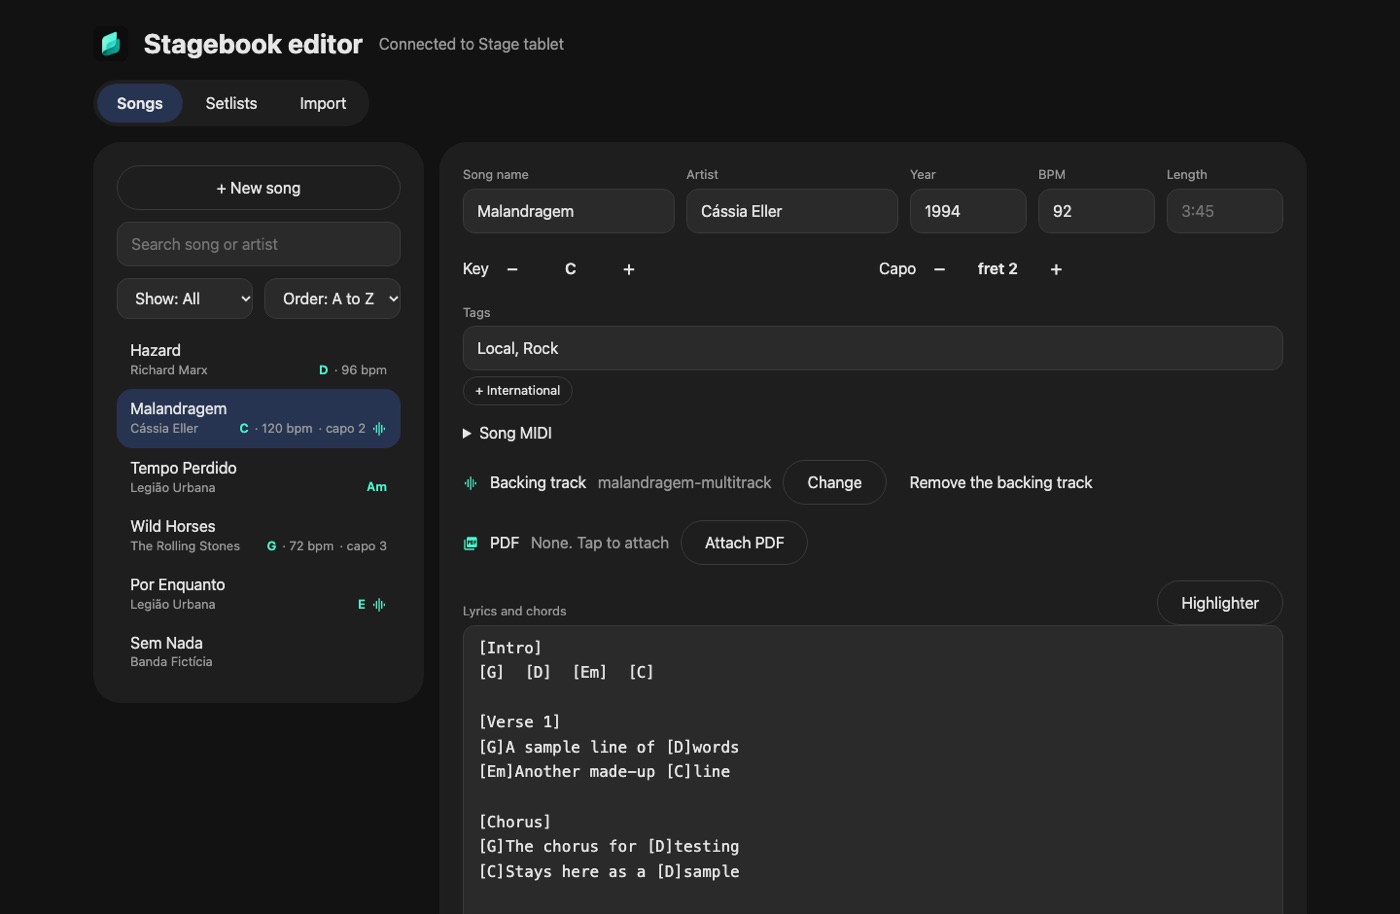 Stagebook editor
Connected to Stage tablet
Songs
Setlists
Import
+ New song
Search song or artist
Show: All
Order: A to Z
Hazard
Richard Marx
D · 96 bpm
Malandragem
Cássia Eller
C · 120 bpm · capo 2
Tempo Perdido
Legião Urbana
Am
Wild Horses
The Rolling Stones
G · 72 bpm · capo 3
Por Enquanto
Legião Urbana
E
Sem Nada
Banda Fictícia
Song name
Artist
Year
BPM
Length
Malandragem
Cássia Eller
1994
92
3:45
Key − C +
Capo − fret 2 +
Tags
Local, Rock
+ International
Song MIDI
Backing track malandragem-multitrack Change Remove the backing track
PDF None. Tap to attach Attach PDF
Highlighter
Lyrics and chords
[Intro]
[G] [D] [Em] [C]
[Verse 1]
[G]A sample line of [D]words
[Em]Another made-up [C]line
[Chorus]
[G]The chorus for [D]testing
[C]Stays here as a [D]sample